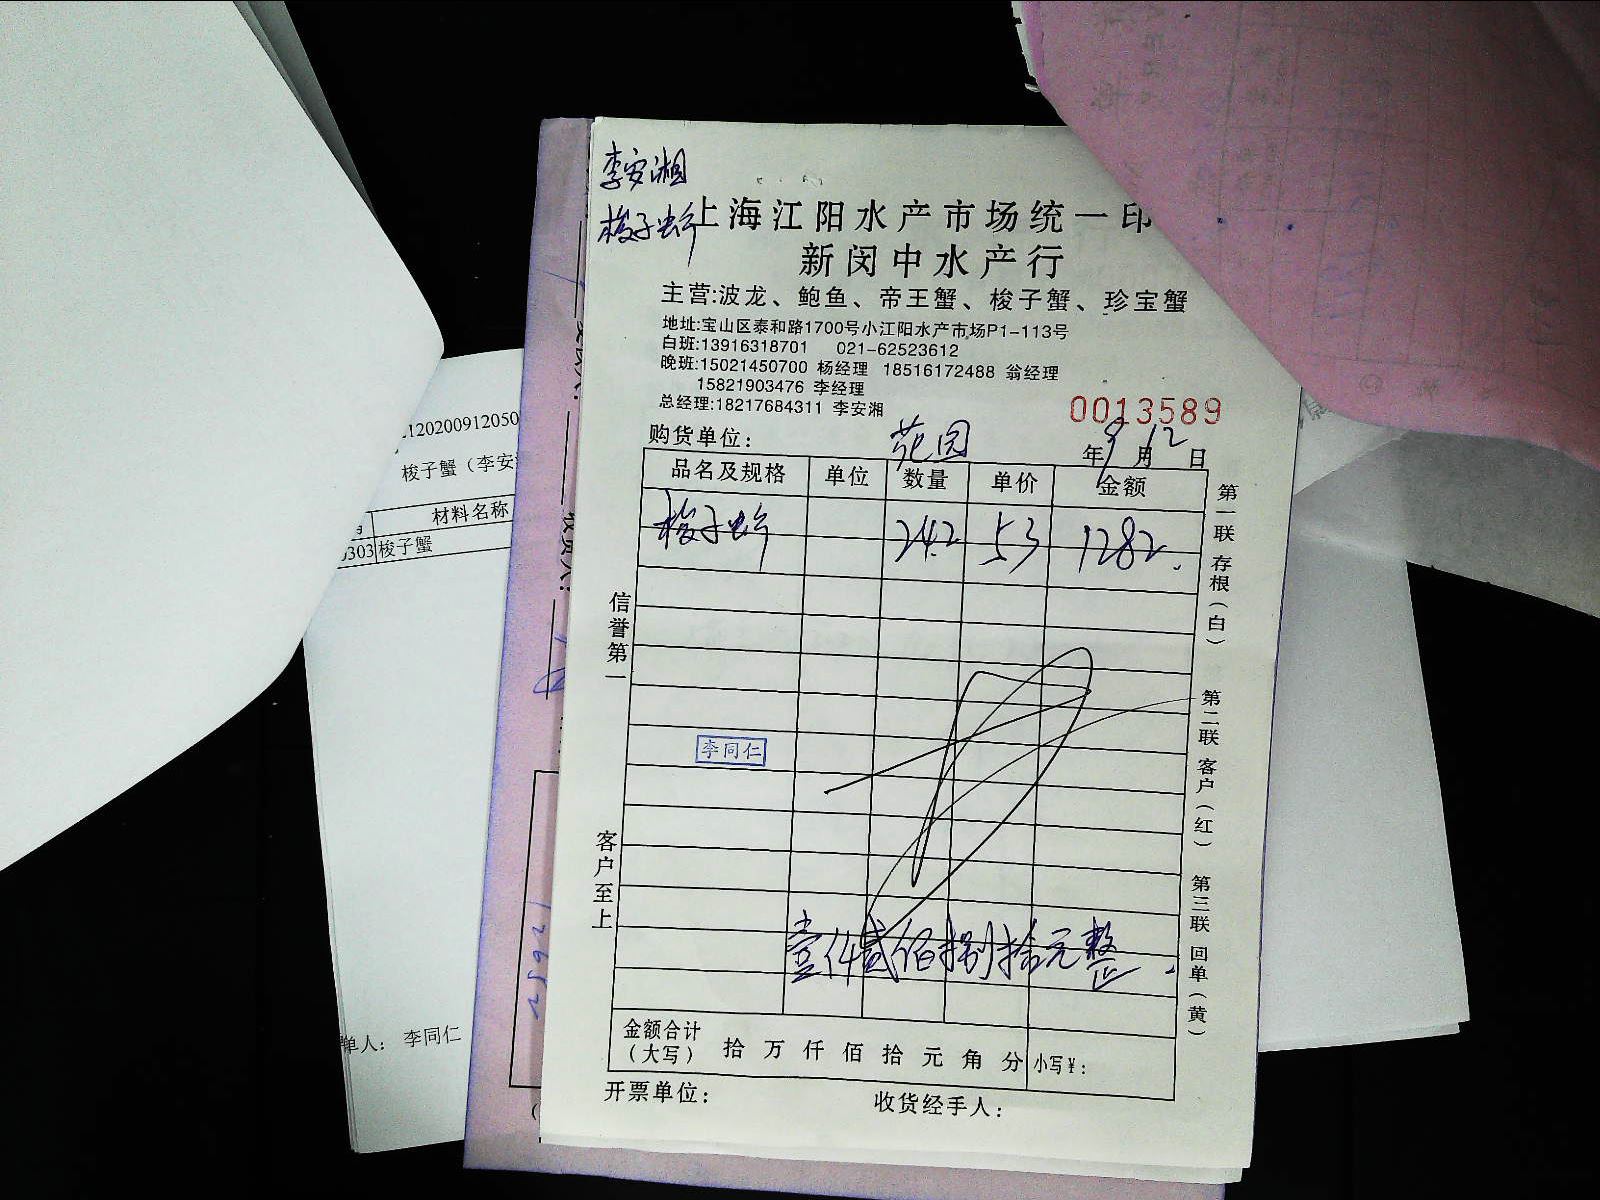 李安湘
梭子蟹
上海江阳水产市场统一印
新闵中水产行
主营:波龙、鲍鱼、帝王蟹、梭子蟹、珍宝蟹
地址:宝山区泰和路1700号小江阳水产市场P1-113号
白班:13916318701 021-62523612
晚班:15021450700 杨经理 18516172488 翁经理
15821903476 李经理
总经理:18217684311 李安湘
0013589
购货单位: 花园 年9月12日
品名及规格 单位 数量 单价 金额
梭子蟹 24.2 53 1282.
信誉第一
客户至上
李同仁
壹仟贰佰捌拾元整.
金额合计（大写） 拾 万 仟 佰 拾 元 角 分 小写¥:
开票单位: 收货经手人:
第一联 存根（白）
第二联 客户（红）
第三联 回单（黄）
120200912050
梭子蟹（李安
材料名称
303 梭子蟹
单人: 李同仁